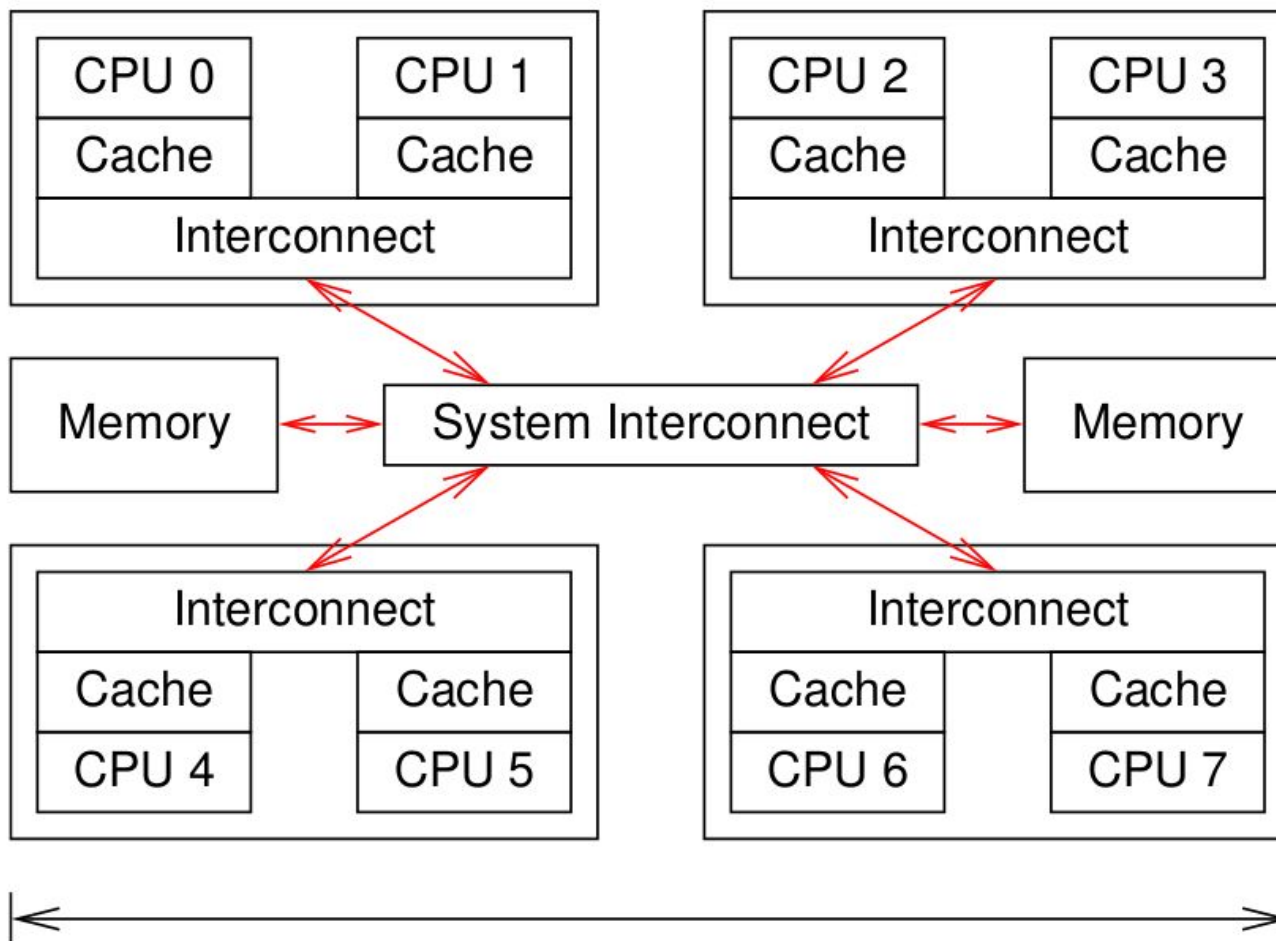 CPU 0 CPU 1 CPU 2 CPU 3
Cache Cache Cache Cache
Interconnect Interconnect
Memory System Interconnect Memory
Interconnect Interconnect
Cache Cache Cache Cache
CPU 4 CPU 5 CPU 6 CPU 7